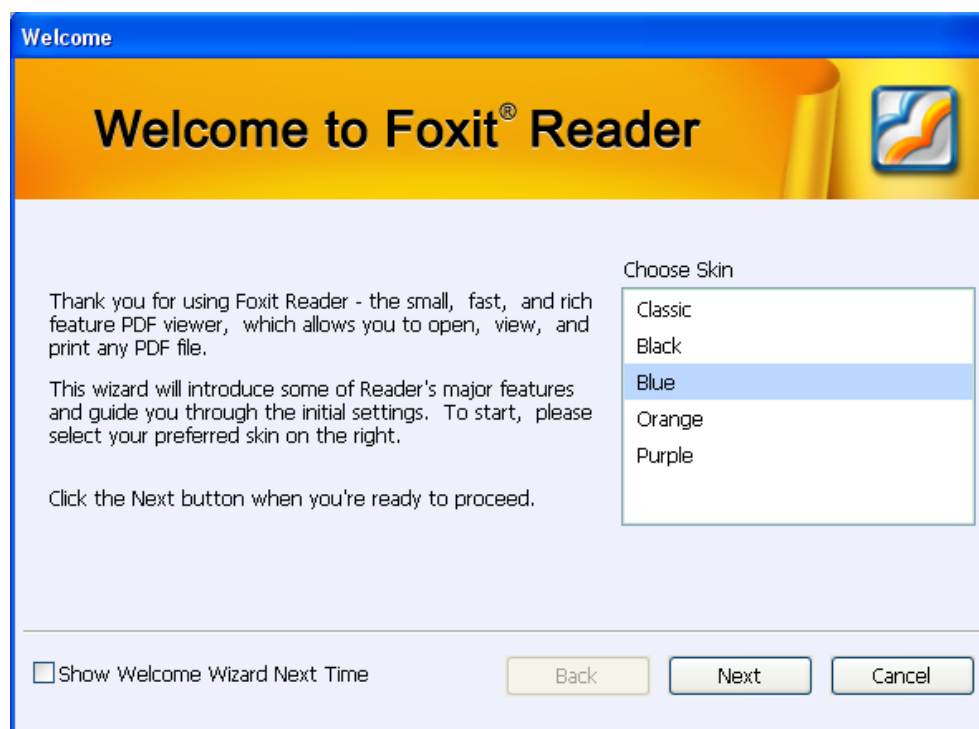 Welcome
Welcome to Foxit® Reader
Choose Skin
Thank you for using Foxit Reader - the small, fast, and rich
feature PDF viewer, which allows you to open, view, and
print any PDF file.
This wizard will introduce some of Reader's major features
and guide you through the initial settings. To start, please
select your preferred skin on the right.
Click the Next button when you're ready to proceed.
Classic
Black
Blue
Orange
Purple
Show Welcome Wizard Next Time
Back
Next
Cancel